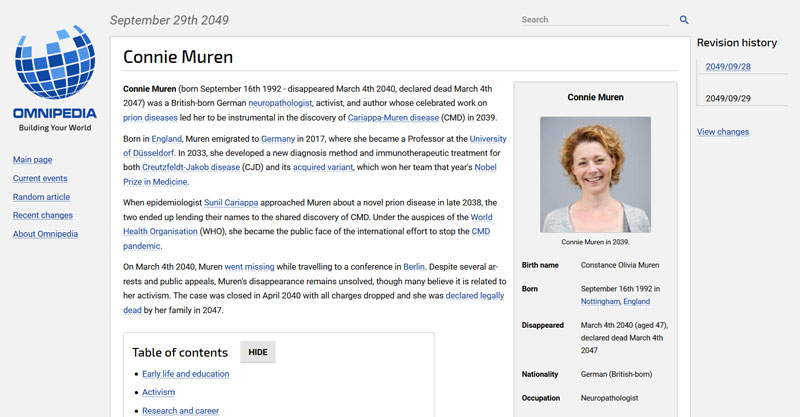 September 29th 2049
Search
OMNIPEDIA
Building Your World
Main page
Current events
Random article
Recent changes
About Omnipedia
Connie Muren
Connie Muren (born September 16th 1992 - disappeared March 4th 2040, declared dead March 4th
2047) was a British-born German neuropathologist, activist, and author whose celebrated work on
prion diseases led her to be instrumental in the discovery of Cariappa-Muren disease (CMD) in 2039.
Born in England, Muren emigrated to Germany in 2017, where she became a Professor at the University
of Düsseldorf. In 2033, she developed a new diagnosis method and immunotherapeutic treatment for
both Creutzfeldt-Jakob disease (CJD) and its acquired variant, which won her team that year's Nobel
Prize in Medicine.
When epidemiologist Sunil Cariappa approached Muren about a novel prion disease in late 2038, the
two ended up lending their names to the shared discovery of CMD. Under the auspices of the World
Health Organisation (WHO), she became the public face of the international effort to stop the CMD
pandemic.
On March 4th 2040, Muren went missing while travelling to a conference in Berlin. Despite several ar-
rests and public appeals, Muren's disappearance remains unsolved, though many believe it is related to
her activism. The case was closed in April 2040 with all charges dropped and she was declared legally
dead by her family in 2047.
Table of contents HIDE
Early life and education
Activism
Research and career
Connie Muren
Connie Muren in 2039.
Birth name Constance Olivia Muren
Born September 16th 1992 in
Nottingham, England
Disappeared March 4th 2040 (aged 47),
declared dead March 4th
2047
Nationality German (British-born)
Occupation Neuropathologist
Revision history
2049/09/28
2049/09/29
View changes